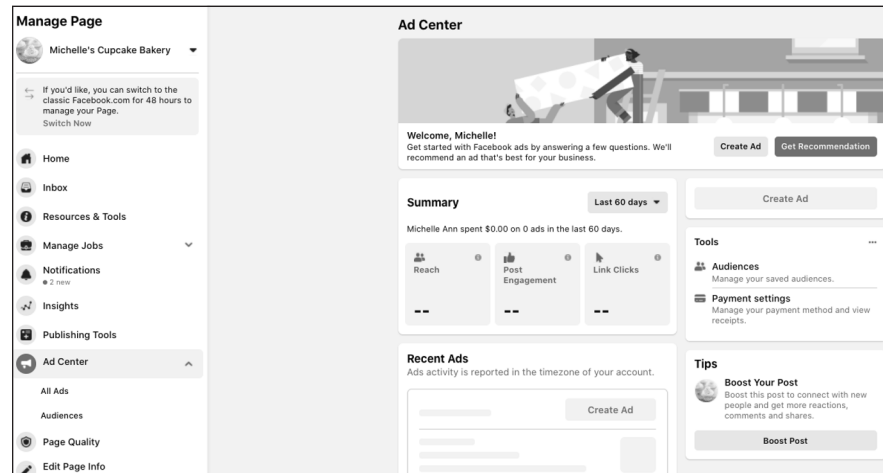 Manage Page
Michelle's Cupcake Bakery
If you'd like, you can switch to the
classic Facebook.com for 48 hours to
manage your Page.
Switch Now
Home
Inbox
Resources & Tools
Manage Jobs
Notifications
2 new
Insights
Publishing Tools
Ad Center
All Ads
Audiences
Page Quality
Edit Page Info
Ad Center
Welcome, Michelle!
Get started with Facebook ads by answering a few questions. We'll
recommend an ad that's best for your business.
Create Ad
Get Recommendation
Summary
Last 60 days
Michelle Ann spent $0.00 on 0 ads in the last 60 days.
Reach
--
Post
Engagement
--
Link Clicks
--
Recent Ads
Ads activity is reported in the timezone of your account.
Create Ad
Create Ad
Tools
Audiences
Manage your saved audiences.
Payment settings
Manage your payment method and view
receipts.
Tips
Boost Your Post
Boost this post to connect with new
people and get more reactions,
comments and shares.
Boost Post